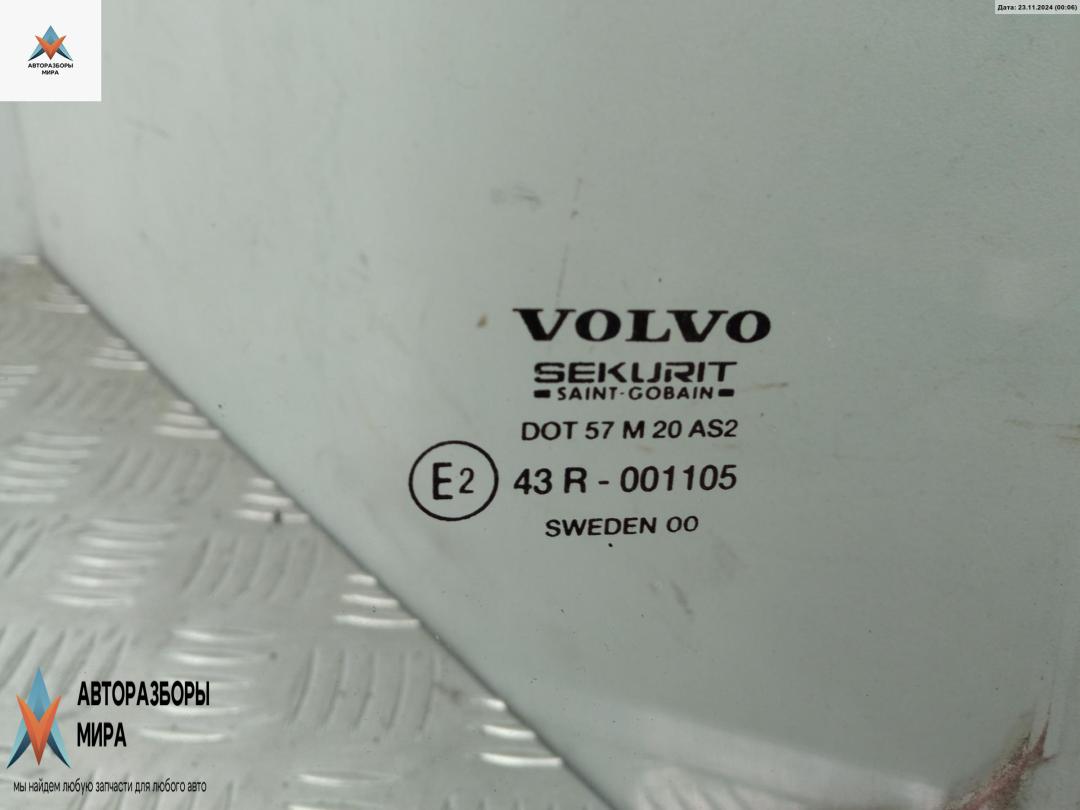 Дата: 23.11.2024 (00:06)
АВТОРАЗБОРЫ
МИРА
VOLVO
SEKURIT
SAINT-GOBAIN
DOT 57 M 20 AS2
E2 43 R - 001105
SWEDEN 00
АВТОРАЗБОРЫ
МИРА
мы найдем любую запчасти для любого авто